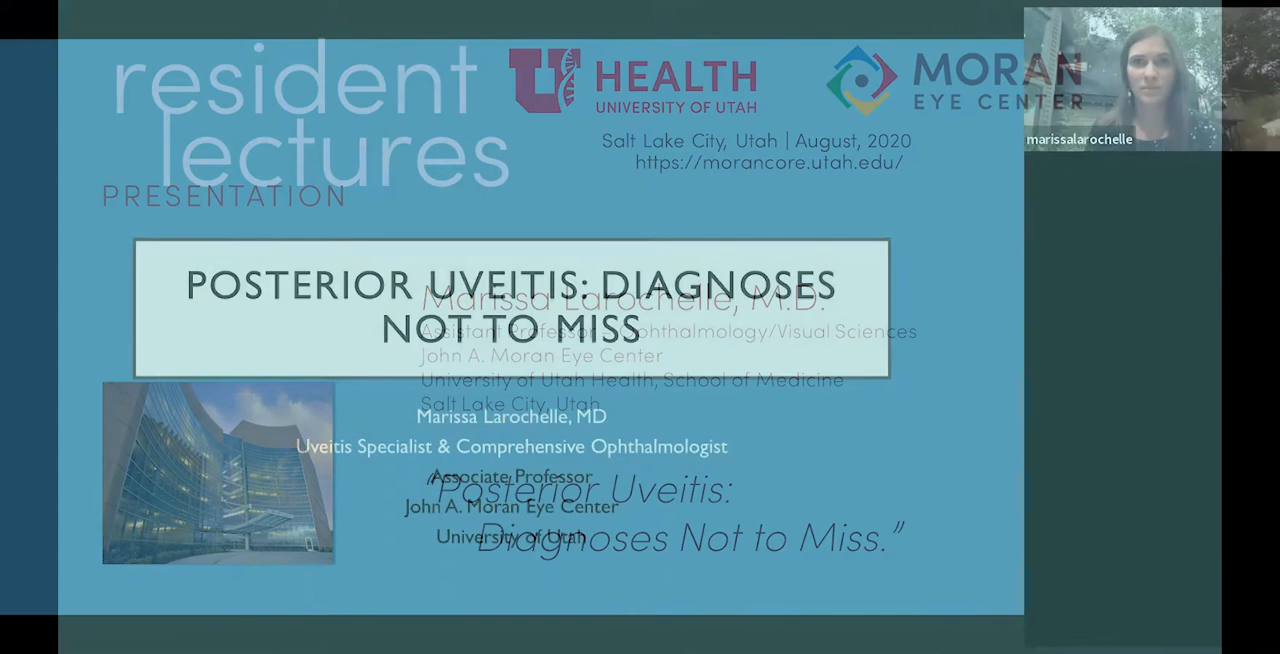 resident
lectures
PRESENTATION
U HEALTH
UNIVERSITY OF UTAH
MORAN
EYE CENTER
Salt Lake City, Utah | August, 2020
https://morancore.utah.edu/
marissalarochelle
POSTERIOR UVEITIS: DIAGNOSES
NOT TO MISS
Marissa Larochelle, M.D.
Assistant Professor – Ophthalmology/Visual Sciences
John A. Moran Eye Center
University of Utah Health, School of Medicine
Salt Lake City, Utah
Marissa Larochelle, MD
Uveitis Specialist & Comprehensive Ophthalmologist
Associate Professor
John A. Moran Eye Center
University of Utah
“Posterior Uveitis:
Diagnoses Not to Miss.”